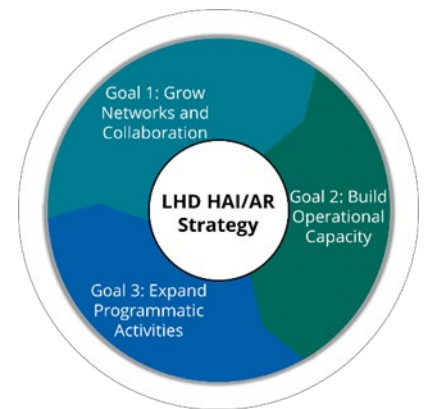 Goal 1: Grow
Networks and
Collaboration
LHD HAI/AR
Strategy
Goal 2: Build
Operational
Capacity
Goal 3: Expand
Programmatic
Activities